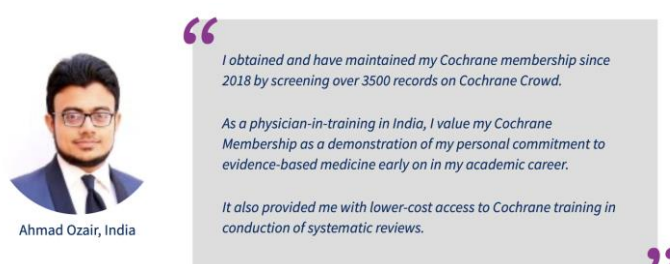 “
I obtained and have maintained my Cochrane membership since
2018 by screening over 3500 records on Cochrane Crowd.
As a physician-in-training in India, I value my Cochrane
Membership as a demonstration of my personal commitment to
evidence-based medicine early on in my academic career.
It also provided me with lower-cost access to Cochrane training in
conduction of systematic reviews.
”
Ahmad Ozair, India